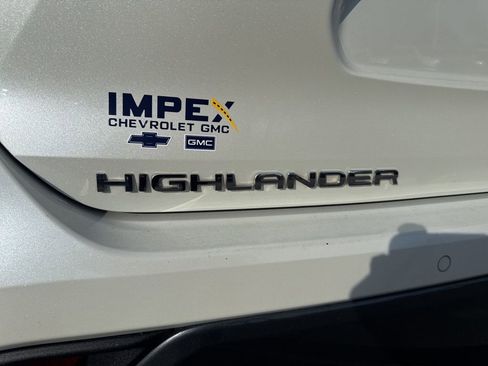 IMPEX
CHEVROLET GMC
GMC
HIGHLANDER